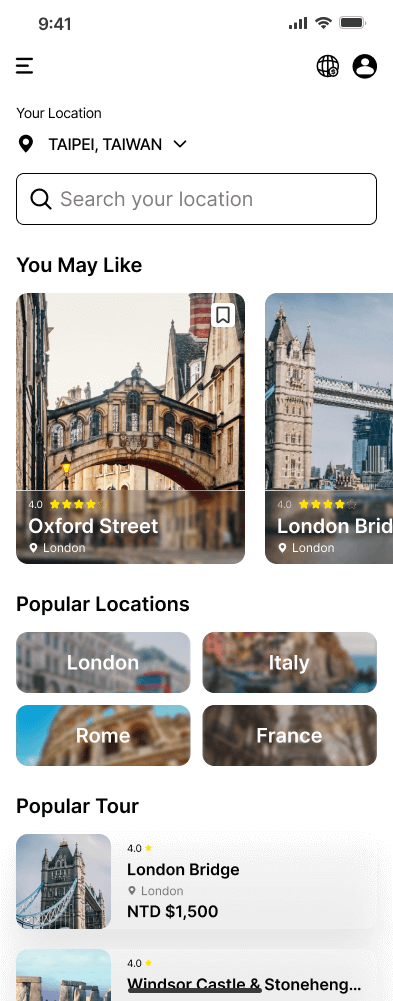 9:41
Your Location
TAIPEI, TAIWAN
Search your location
You May Like
4.0
Oxford Street
London
4.0
London Brid
London
Popular Locations
London
Italy
Rome
France
Popular Tour
4.0
London Bridge
London
NTD $1,500
4.0
Windsor Castle & Stoneheng...